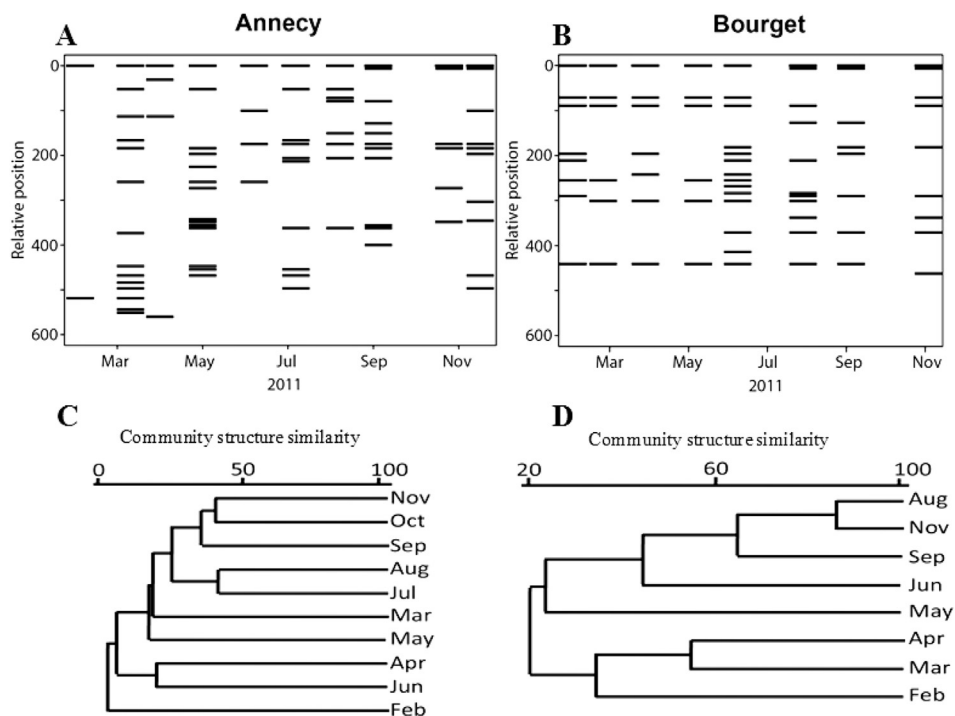 A
Annecy
0
200
400
600
Relative position
Mar
May
Jul
Sep
Nov
2011
B
Bourget
0
200
400
600
Relative position
Mar
May
Jul
Sep
Nov
2011
C
Community structure similarity
0
50
100
Nov
Oct
Sep
Aug
Jul
Mar
May
Apr
Jun
Feb
D
Community structure similarity
20
60
100
Aug
Nov
Sep
Jun
May
Apr
Mar
Feb